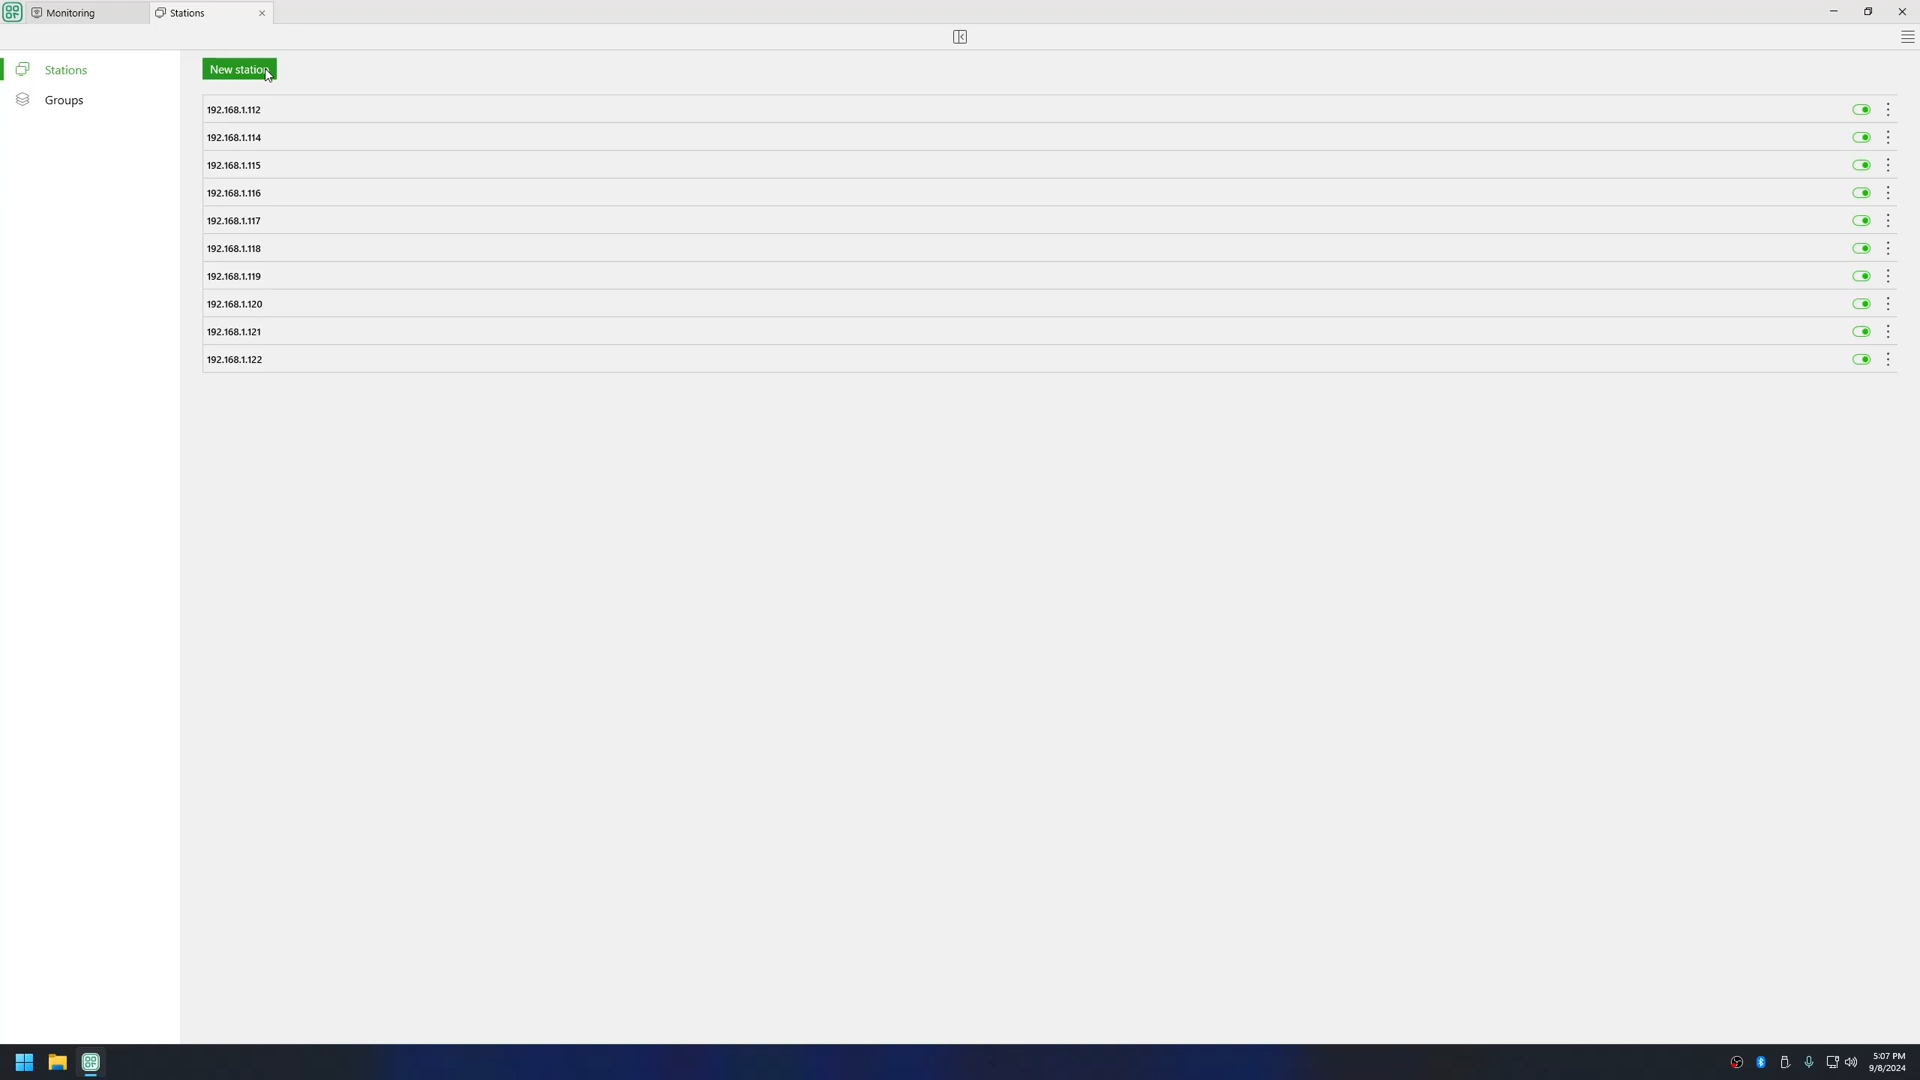 Monitoring
Stations
Stations
Groups
New station
192.168.1.112
192.168.1.114
192.168.1.115
192.168.1.116
192.168.1.117
192.168.1.118
192.168.1.119
192.168.1.120
192.168.1.121
192.168.1.122
5:07 PM
9/8/2024